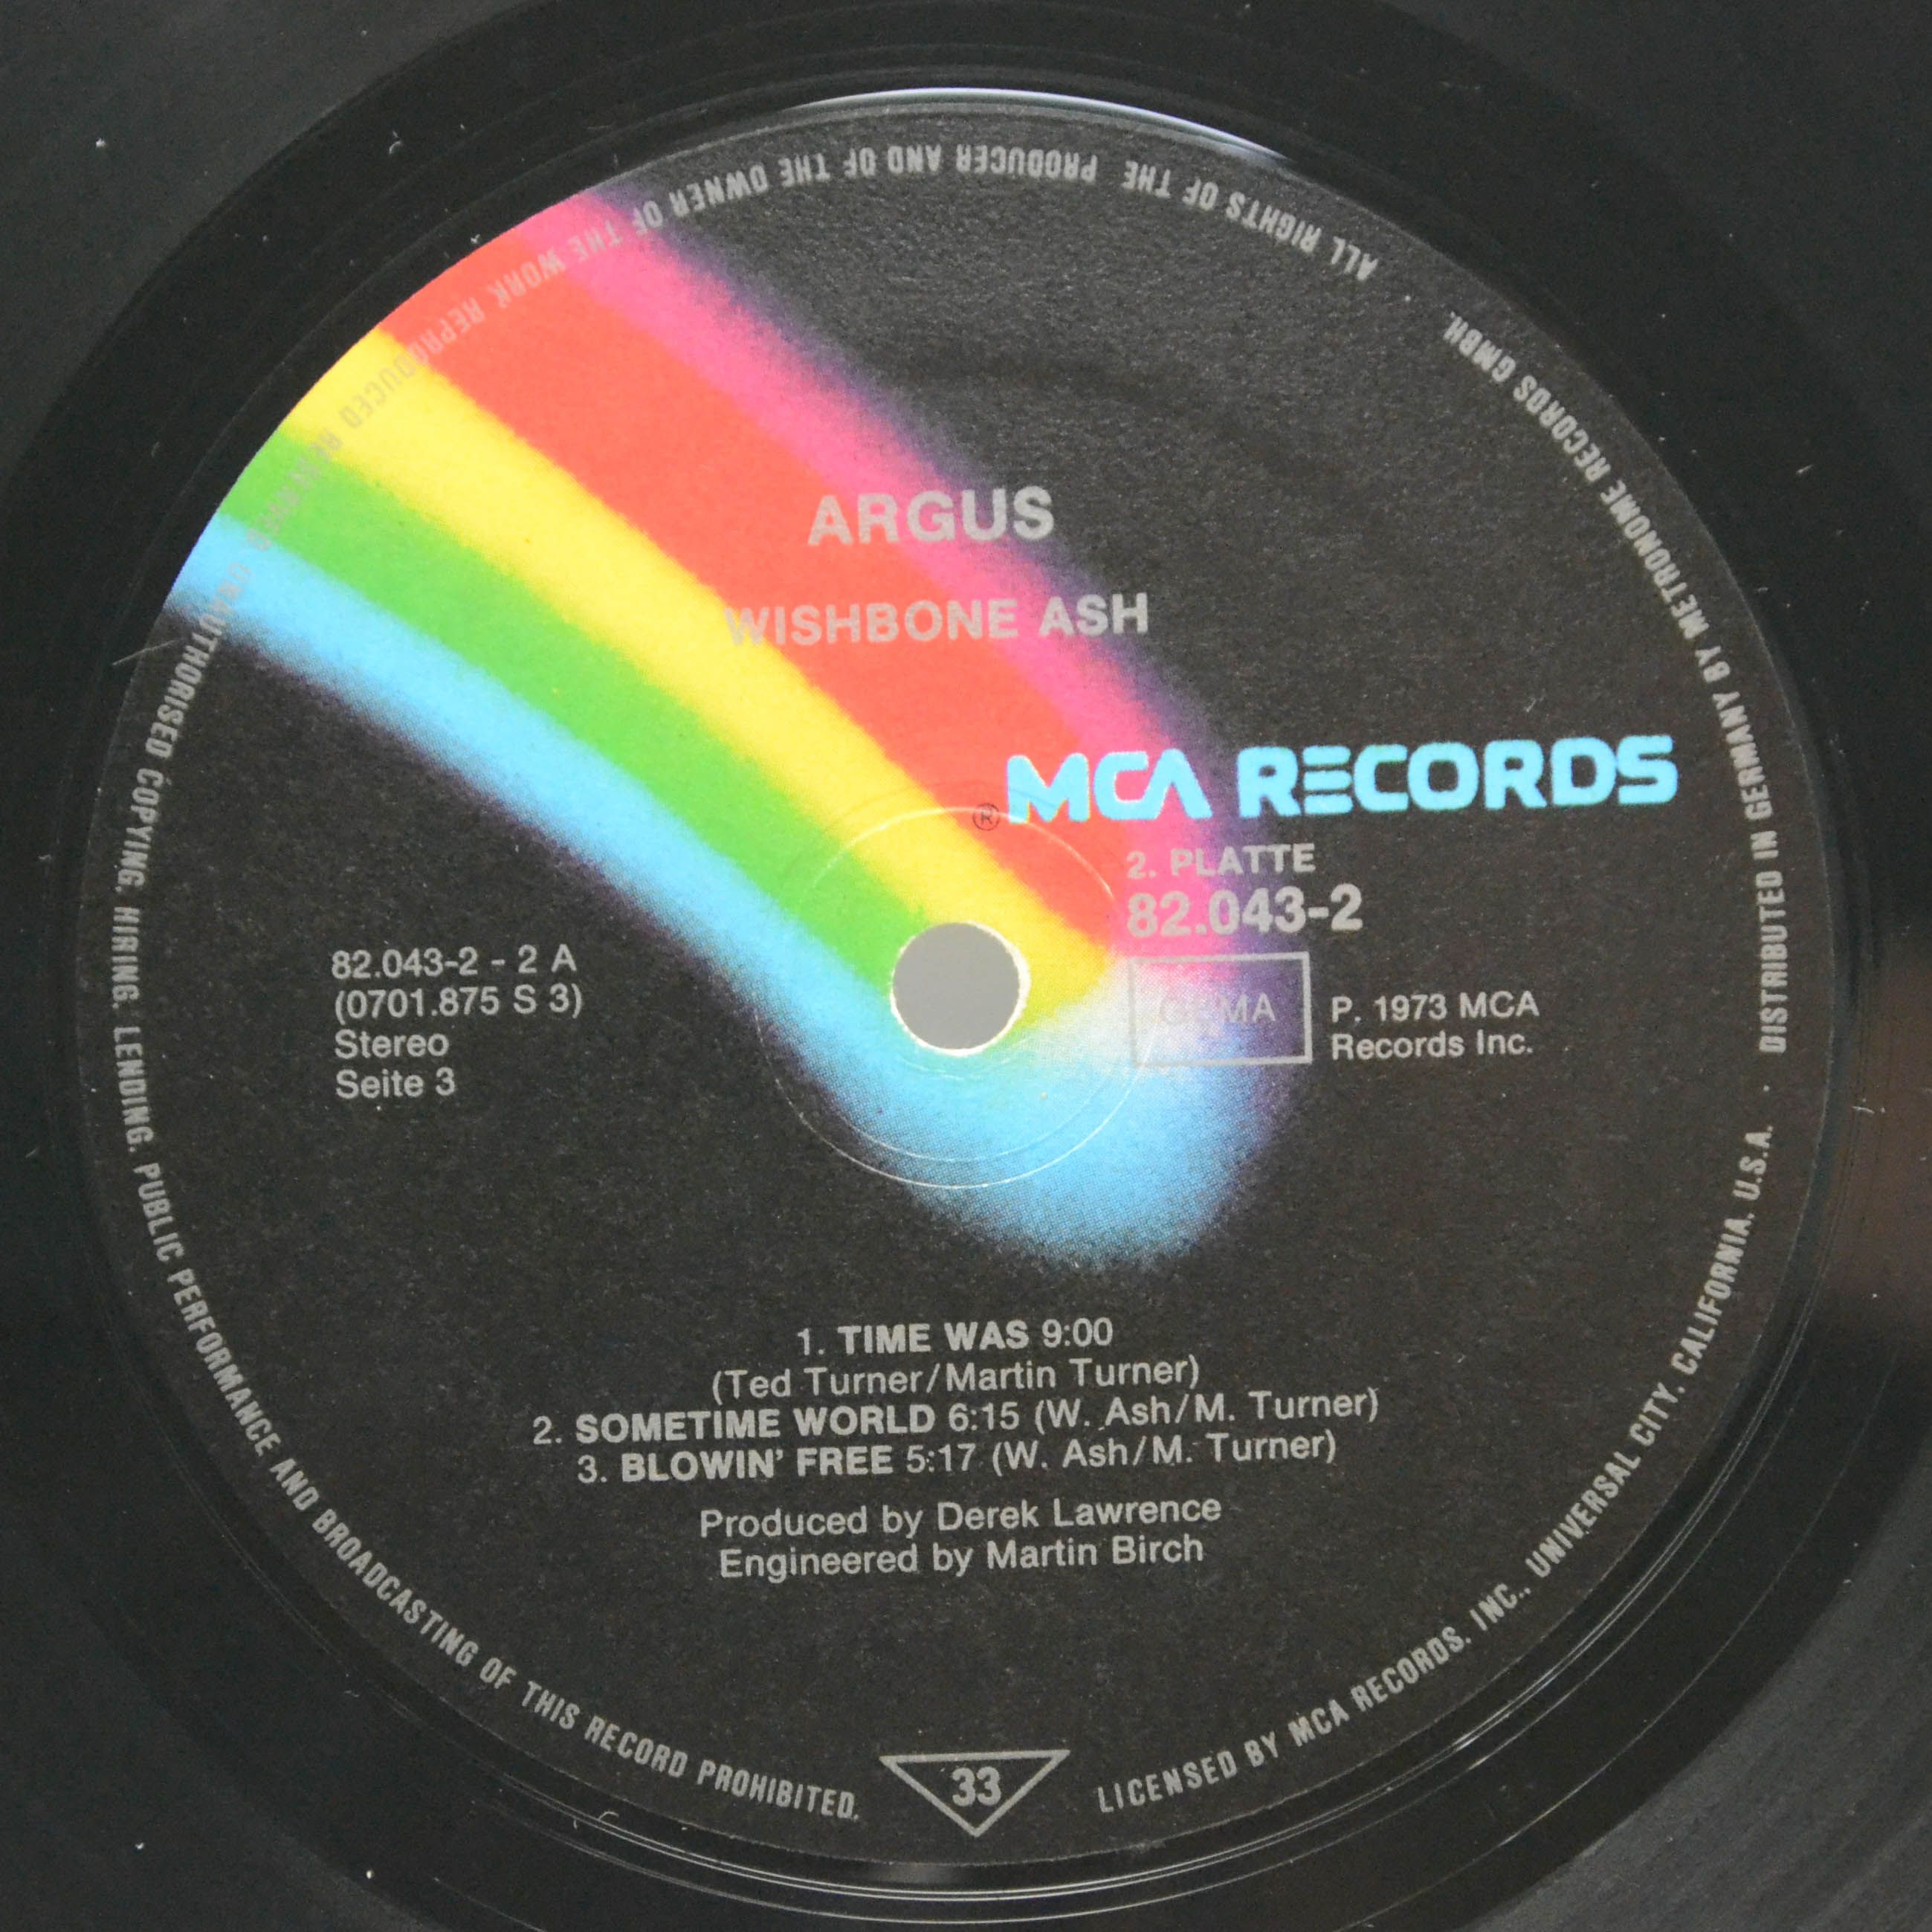 ARGUS
WISHBONE ASH
® MCA RECORDS
2. PLATTE
82.043-2
GEMA
P. 1973 MCA
Records Inc.
82.043-2 - 2 A
(0701.875 S 3)
Stereo
Seite 3
1. TIME WAS 9:00
(Ted Turner/Martin Turner)
2. SOMETIME WORLD 6:15 (W. Ash/M. Turner)
3. BLOWIN' FREE 5:17 (W. Ash/M. Turner)
Produced by Derek Lawrence
Engineered by Martin Birch
33
ALL RIGHTS OF THE PRODUCER AND OF THE OWNER OF THE WORK REPRODUCED RESERVED. UNAUTHORISED COPYING. HIRING. LENDING. PUBLIC PERFORMANCE AND BROADCASTING OF THIS RECORD PROHIBITED.
LICENSED BY MCA RECORDS. INC.. UNIVERSAL CITY. CALIFORNIA. U.S.A. · DISTRIBUTED IN GERMANY BY METRONOME RECORDS GMBH.